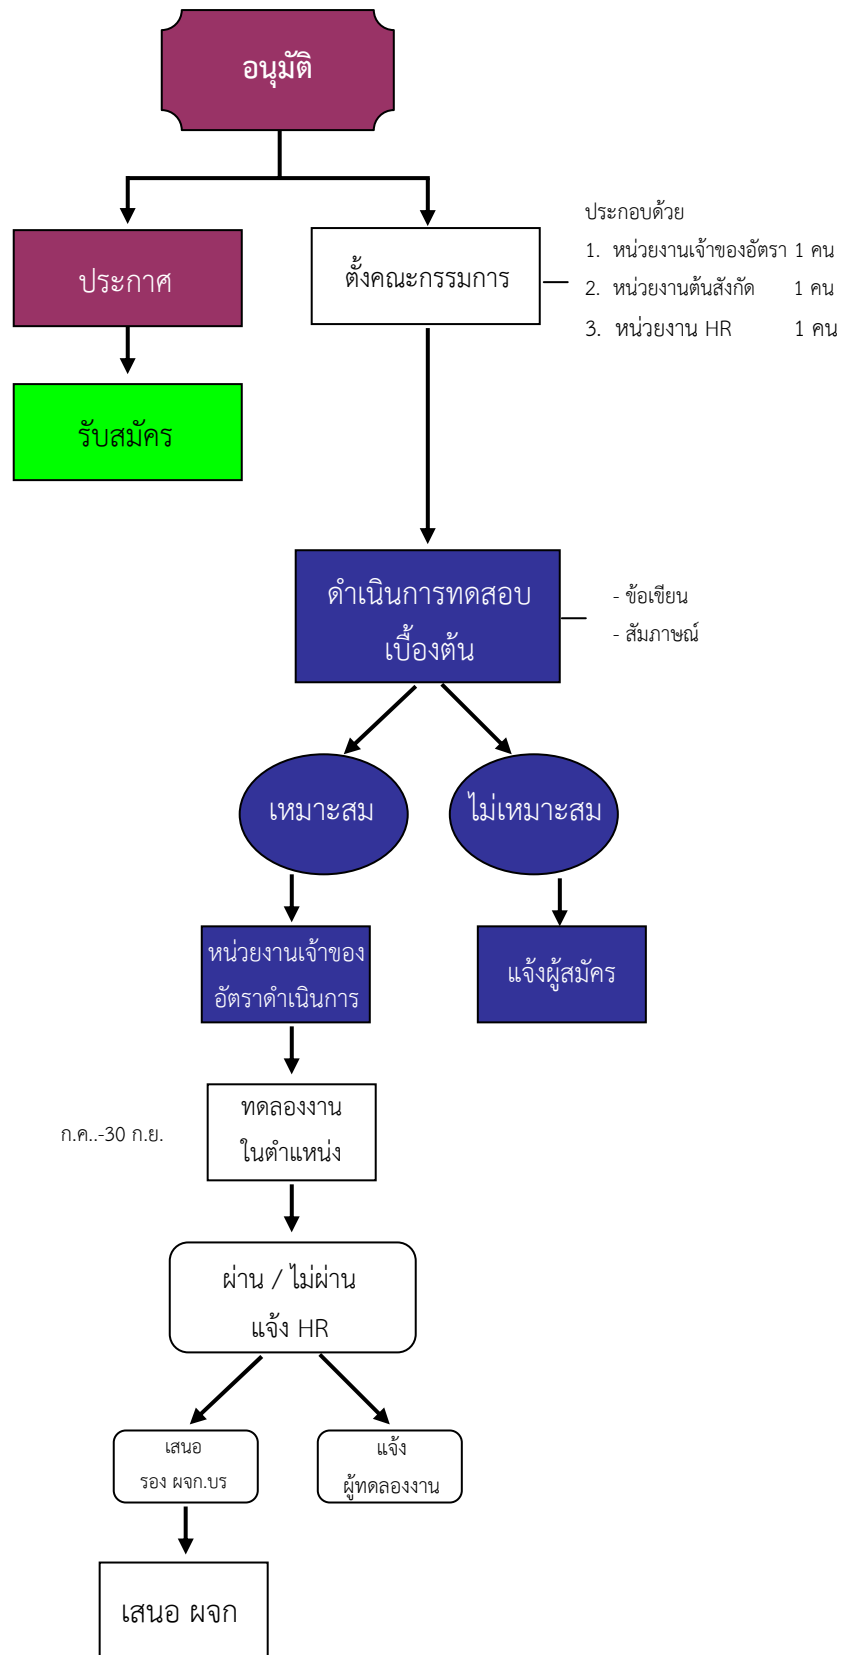 อนุมัติ
ประกาศ
ตั้งคณะกรรมการ
ประกอบด้วย
1. หน่วยงานเจ้าของอัตรา 1 คน
2. หน่วยงานต้นสังกัด 1 คน
3. หน่วยงาน HR 1 คน
รับสมัคร
ดำเนินการทดสอบ
เบื้องต้น
- ข้อเขียน
- สัมภาษณ์
เหมาะสม
ไม่เหมาะสม
หน่วยงานเจ้าของ
อัตราดำเนินการ
แจ้งผู้สมัคร
ก.ค..-30 ก.ย.
ทดลองงาน
ในตำแหน่ง
ผ่าน / ไม่ผ่าน
แจ้ง HR
เสนอ
รอง ผจก.บร
แจ้ง
ผู้ทดลองงาน
เสนอ ผจก